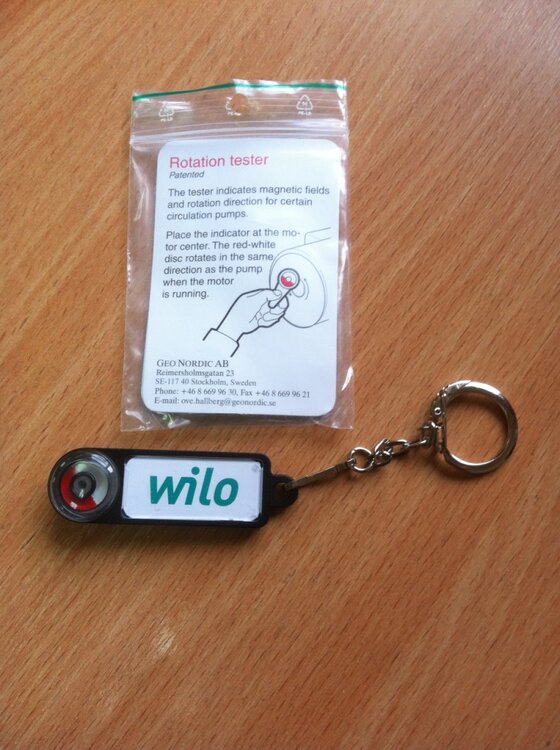 Rotation tester
Patented
The tester indicates magnetic fields
and rotation direction for certain
circulation pumps.
Place the indicator at the mo-
tor center. The red-white
disc rotates in the same
direction as the pump
when the motor
is running.
GEO NORDIC AB
Reimersholmsgatan 23
SE-117 40 Stockholm, Sweden
Phone: +46 8 669 96 30, Fax +46 8 669 96 21
E-mail: ove.hallberg@geonordic.se
wilo